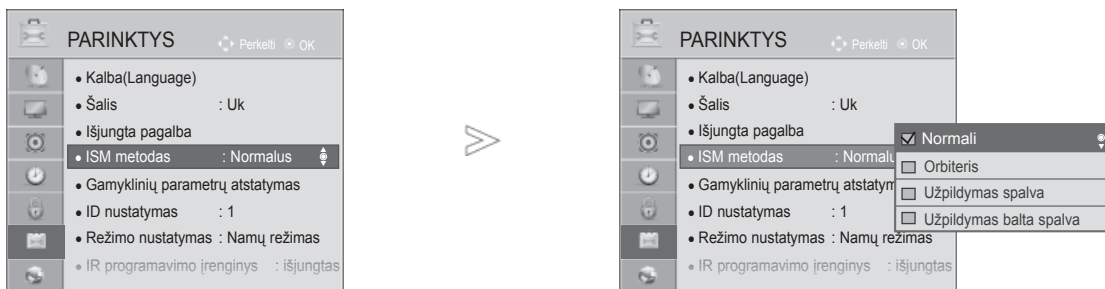 PARINKTYS Perkelti OK
• Kalba(Language)
• Šalis : Uk
• Išjungta pagalba
• ISM metodas : Normalus
• Gamyklinių parametrų atstatymas
• ID nustatymas : 1
• Režimo nustatymas : Namų režimas
• IR programavimo įrenginys : išjungtas
PARINKTYS Perkelti OK
• Kalba(Language)
• Šalis : Uk
• Išjungta pagalba
• ISM metodas : Normalu
• Gamyklinių parametrų atstatym
• ID nustatymas : 1
• Režimo nustatymas : Namų režimas
• IR programavimo įrenginys : išjungtas
Normali
Orbiteris
Užpildymas spalva
Užpildymas balta spalva